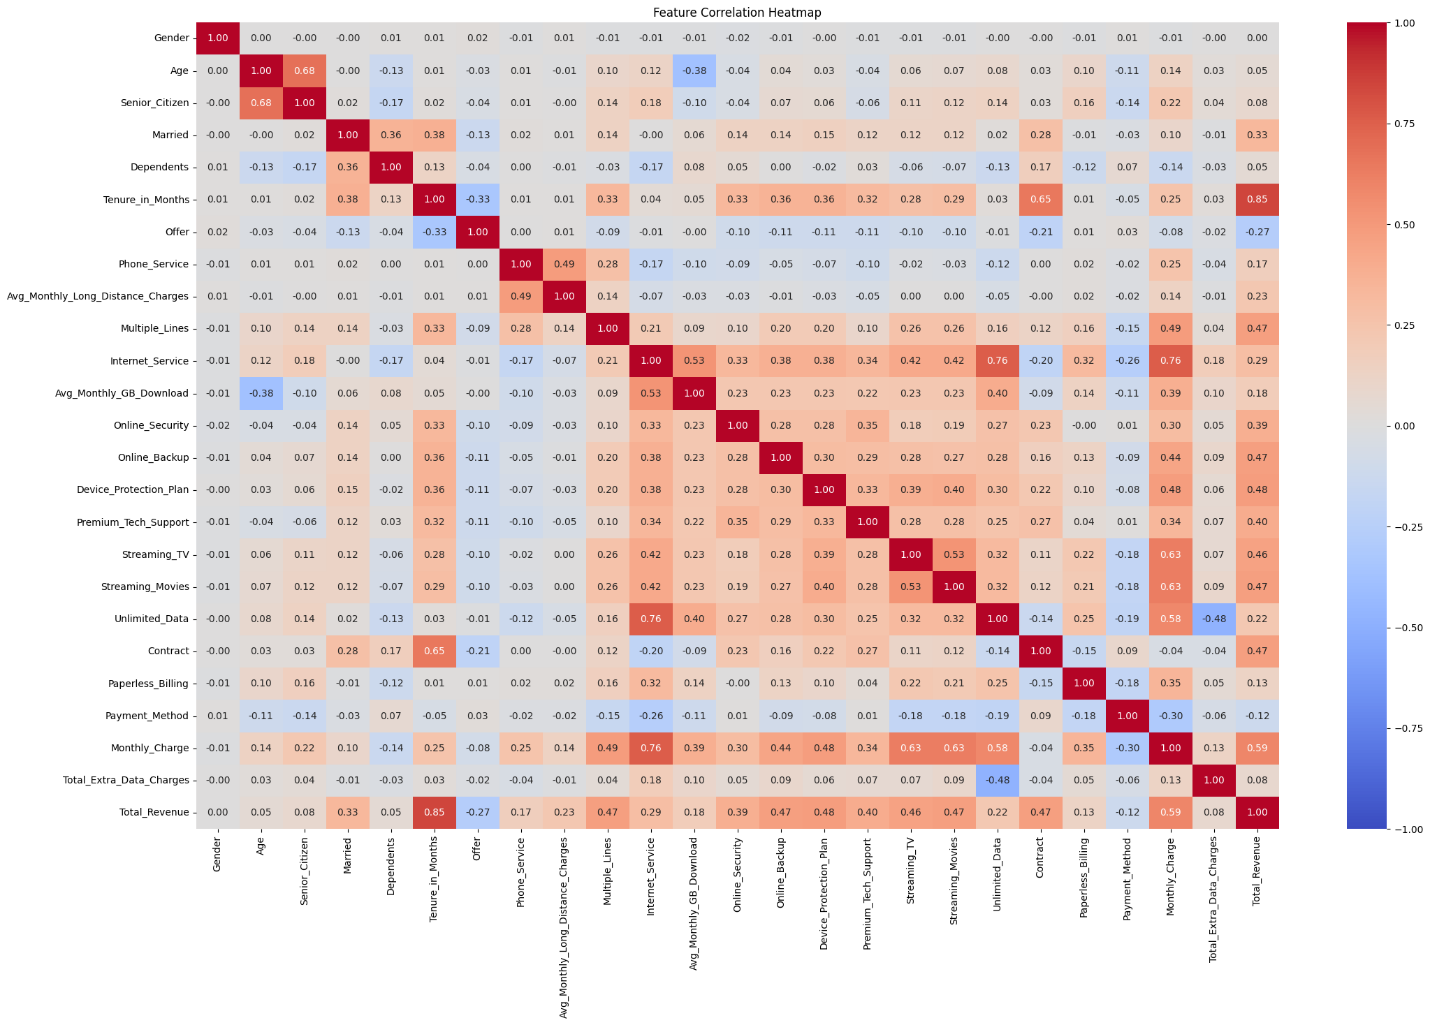 Feature Correlation Heatmap
Gender 1.00 0.00 -0.00 -0.00 0.01 0.01 0.02 -0.01 0.01 -0.01 -0.01 -0.01 -0.02 -0.01 -0.00 -0.01 -0.01 -0.01 -0.00 -0.00 -0.01 0.01 -0.01 -0.00 0.00
Age 0.00 1.00 0.68 -0.00 -0.13 0.01 -0.03 0.01 -0.01 0.10 0.12 -0.38 -0.04 0.04 0.03 -0.04 0.06 0.07 0.08 0.03 0.10 -0.11 0.14 0.03 0.05
Senior_Citizen -0.00 0.68 1.00 0.02 -0.17 0.02 -0.04 0.01 -0.00 0.14 0.18 -0.10 -0.04 0.07 0.06 -0.06 0.11 0.12 0.14 0.03 0.16 -0.14 0.22 0.04 0.08
Married -0.00 -0.00 0.02 1.00 0.36 0.38 -0.13 0.02 0.01 0.14 -0.00 0.06 0.14 0.14 0.15 0.12 0.12 0.12 0.02 0.28 -0.01 -0.03 0.10 -0.01 0.33
Dependents 0.01 -0.13 -0.17 0.36 1.00 0.13 -0.04 0.00 -0.01 -0.03 -0.17 0.08 0.05 0.00 -0.02 0.03 -0.06 -0.07 -0.13 0.17 -0.12 0.07 -0.14 -0.03 0.05
Tenure_in_Months 0.01 0.01 0.02 0.38 0.13 1.00 -0.33 0.01 0.01 0.33 0.04 0.05 0.33 0.36 0.36 0.32 0.28 0.29 0.03 0.65 0.01 -0.05 0.25 0.03 0.85
Offer 0.02 -0.03 -0.04 -0.13 -0.04 -0.33 1.00 0.00 0.01 -0.09 -0.01 -0.00 -0.10 -0.11 -0.11 -0.11 -0.10 -0.10 -0.01 -0.21 0.01 0.03 -0.08 -0.02 -0.27
Phone_Service -0.01 0.01 0.01 0.02 0.00 0.01 0.00 1.00 0.49 0.28 -0.17 -0.10 -0.09 -0.05 -0.07 -0.10 -0.02 -0.03 -0.12 0.00 0.02 -0.02 0.25 -0.04 0.17
Avg_Monthly_Long_Distance_Charges 0.01 -0.01 -0.00 0.01 -0.01 0.01 0.01 0.49 1.00 0.14 -0.07 -0.03 -0.03 -0.01 -0.03 -0.05 0.00 0.00 -0.05 -0.00 0.02 -0.02 0.14 -0.01 0.23
Multiple_Lines -0.01 0.10 0.14 0.14 -0.03 0.33 -0.09 0.28 0.14 1.00 0.21 0.09 0.10 0.20 0.20 0.10 0.26 0.26 0.16 0.12 0.16 -0.15 0.49 0.04 0.47
Internet_Service -0.01 0.12 0.18 -0.00 -0.17 0.04 -0.01 -0.17 -0.07 0.21 1.00 0.53 0.33 0.38 0.38 0.34 0.42 0.42 0.76 -0.20 0.32 -0.26 0.76 0.18 0.29
Avg_Monthly_GB_Download -0.01 -0.38 -0.10 0.06 0.08 0.05 -0.00 -0.10 -0.03 0.09 0.53 1.00 0.23 0.23 0.23 0.22 0.23 0.23 0.40 -0.09 0.14 -0.11 0.39 0.10 0.18
Online_Security -0.02 -0.04 -0.04 0.14 0.05 0.33 -0.10 -0.09 -0.03 0.10 0.33 0.23 1.00 0.28 0.28 0.35 0.18 0.19 0.27 0.23 -0.00 0.01 0.30 0.05 0.39
Online_Backup -0.01 0.04 0.07 0.14 0.00 0.36 -0.11 -0.05 -0.01 0.20 0.38 0.23 0.28 1.00 0.30 0.29 0.28 0.27 0.28 0.16 0.13 -0.09 0.44 0.09 0.47
Device_Protection_Plan -0.00 0.03 0.06 0.15 -0.02 0.36 -0.11 -0.07 -0.03 0.20 0.38 0.23 0.28 0.30 1.00 0.33 0.39 0.40 0.30 0.22 0.10 -0.08 0.48 0.06 0.48
Premium_Tech_Support -0.01 -0.04 -0.06 0.12 0.03 0.32 -0.11 -0.10 -0.05 0.10 0.34 0.22 0.35 0.29 0.33 1.00 0.28 0.28 0.25 0.27 0.04 0.01 0.34 0.07 0.40
Streaming_TV -0.01 0.06 0.11 0.12 -0.06 0.28 -0.10 -0.02 0.00 0.26 0.42 0.23 0.18 0.28 0.39 0.28 1.00 0.53 0.32 0.11 0.22 -0.18 0.63 0.07 0.46
Streaming_Movies -0.01 0.07 0.12 0.12 -0.07 0.29 -0.10 -0.03 0.00 0.26 0.42 0.23 0.19 0.27 0.40 0.28 0.53 1.00 0.32 0.12 0.21 -0.18 0.63 0.09 0.47
Unlimited_Data -0.00 0.08 0.14 0.02 -0.13 0.03 -0.01 -0.12 -0.05 0.16 0.76 0.40 0.27 0.28 0.30 0.25 0.32 0.32 1.00 -0.14 0.25 -0.19 0.58 -0.48 0.22
Contract -0.00 0.03 0.03 0.28 0.17 0.65 -0.21 0.00 -0.00 0.12 -0.20 -0.09 0.23 0.16 0.22 0.27 0.11 0.12 -0.14 1.00 -0.15 0.09 -0.04 -0.04 0.47
Paperless_Billing -0.01 0.10 0.16 -0.01 -0.12 0.01 0.01 0.02 0.02 0.16 0.32 0.14 -0.00 0.13 0.10 0.04 0.22 0.21 0.25 -0.15 1.00 -0.18 0.35 0.05 0.13
Payment_Method 0.01 -0.11 -0.14 -0.03 0.07 -0.05 0.03 -0.02 -0.02 -0.15 -0.26 -0.11 0.01 -0.09 -0.08 0.01 -0.18 -0.18 -0.19 0.09 -0.18 1.00 -0.30 -0.06 -0.12
Monthly_Charge -0.01 0.14 0.22 0.10 -0.14 0.25 -0.08 0.25 0.14 0.49 0.76 0.39 0.30 0.44 0.48 0.34 0.63 0.63 0.58 -0.04 0.35 -0.30 1.00 0.13 0.59
Total_Extra_Data_Charges -0.00 0.03 0.04 -0.01 -0.03 0.03 -0.02 -0.04 -0.01 0.04 0.18 0.10 0.05 0.09 0.06 0.07 0.07 0.09 -0.48 -0.04 0.05 -0.06 0.13 1.00 0.08
Total_Revenue 0.00 0.05 0.08 0.33 0.05 0.85 -0.27 0.17 0.23 0.47 0.29 0.18 0.39 0.47 0.48 0.40 0.46 0.47 0.22 0.47 0.13 -0.12 0.59 0.08 1.00
Gender
Age
Senior_Citizen
Married
Dependents
Tenure_in_Months
Offer
Phone_Service
Avg_Monthly_Long_Distance_Charges
Multiple_Lines
Internet_Service
Avg_Monthly_GB_Download
Online_Security
Online_Backup
Device_Protection_Plan
Premium_Tech_Support
Streaming_TV
Streaming_Movies
Unlimited_Data
Contract
Paperless_Billing
Payment_Method
Monthly_Charge
Total_Extra_Data_Charges
Total_Revenue
1.00
0.75
0.50
0.25
0.00
−0.25
−0.50
−0.75
−1.00